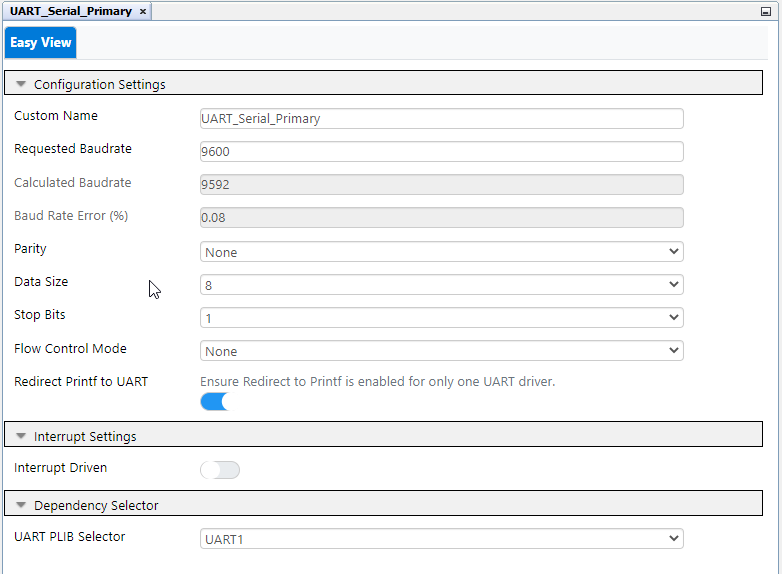 UART_Serial_Primary ×
Easy View
Configuration Settings
Custom Name UART_Serial_Primary
Requested Baudrate 9600
Calculated Baudrate 9592
Baud Rate Error (%) 0.08
Parity None
Data Size 8
Stop Bits 1
Flow Control Mode None
Redirect Printf to UART Ensure Redirect to Printf is enabled for only one UART driver.
Interrupt Settings
Interrupt Driven
Dependency Selector
UART PLIB Selector UART1